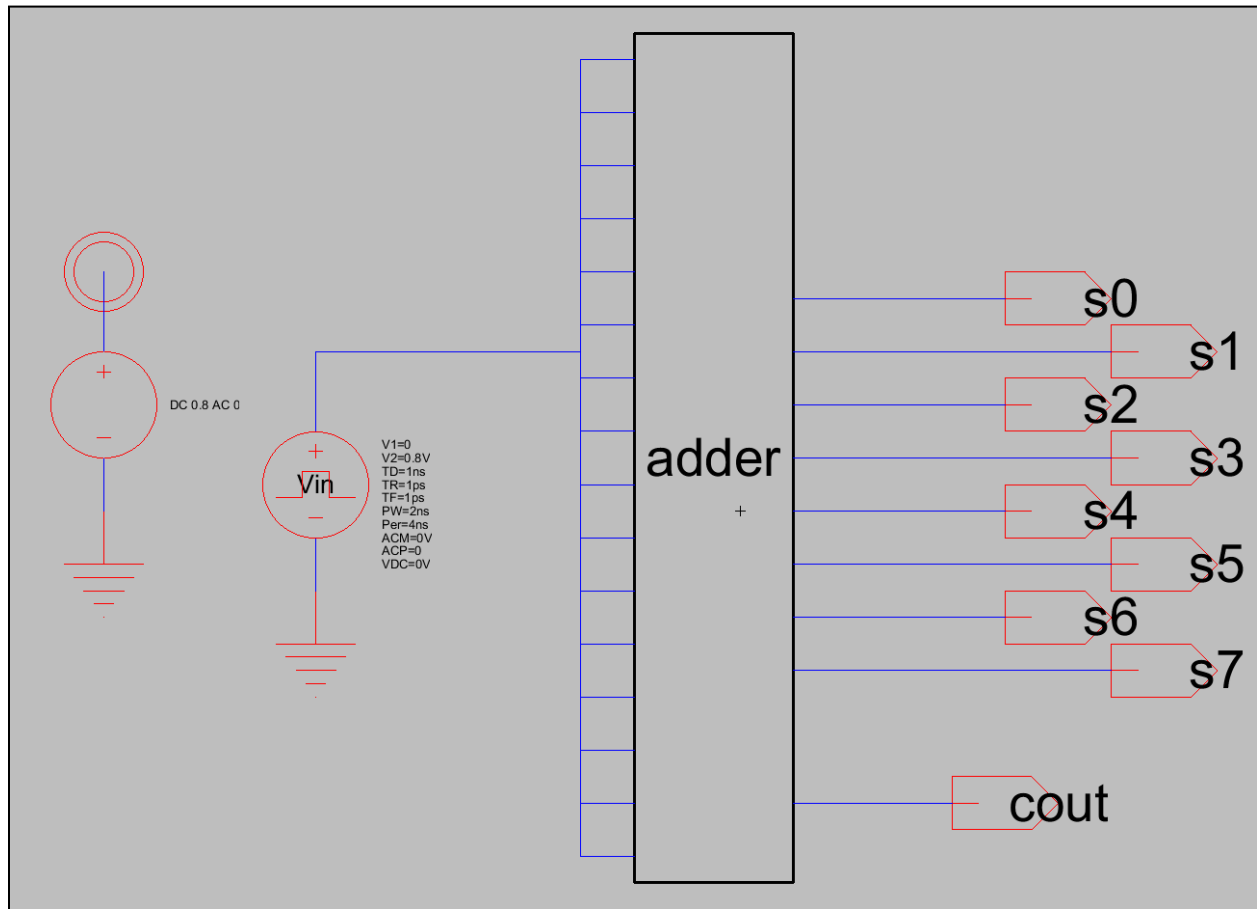 s0
s1
DC 0.8 AC 0
s2
V1=0
V2=0.8V
TD=1ns
TR=1ps
TF=1ps
PW=2ns
Per=4ns
ACM=0V
ACP=0
VDC=0V
Vin
adder
s3
s4
s5
s6
s7
cout